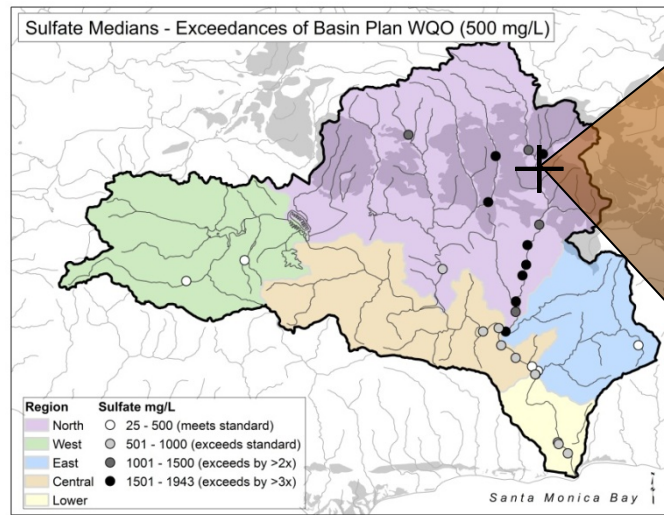 Sulfate Medians - Exceedances of Basin Plan WQO (500 mg/L)
Region
North
West
East
Central
Lower
Sulfate mg/L
25 - 500 (meets standard)
501 - 1000 (exceeds standard)
1001 - 1500 (exceeds by >2x)
1501 - 1943 (exceeds by >3x)
Santa Monica Bay